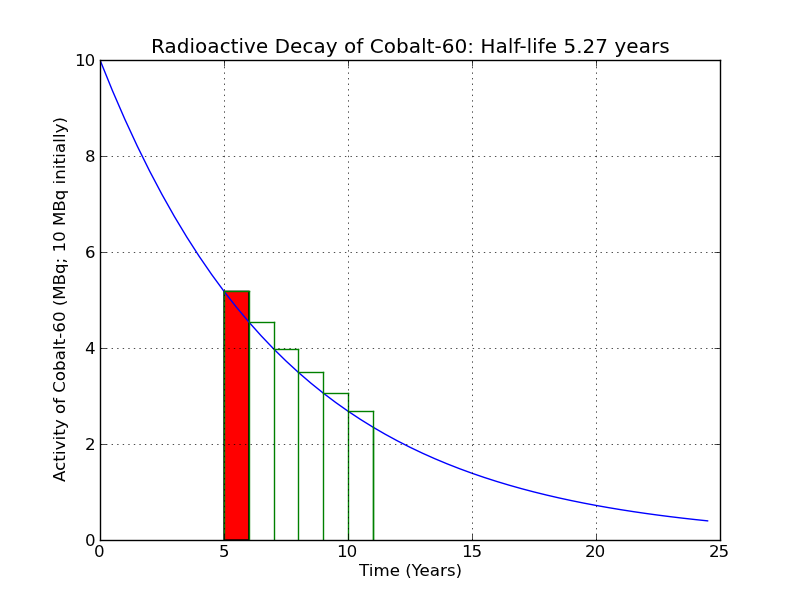 Radioactive Decay of Cobalt-60: Half-life 5.27 years
Activity of Cobalt-60 (MBq; 10 MBq initially)
10
8
6
4
2
0
0 5 10 15 20 25
Time (Years)